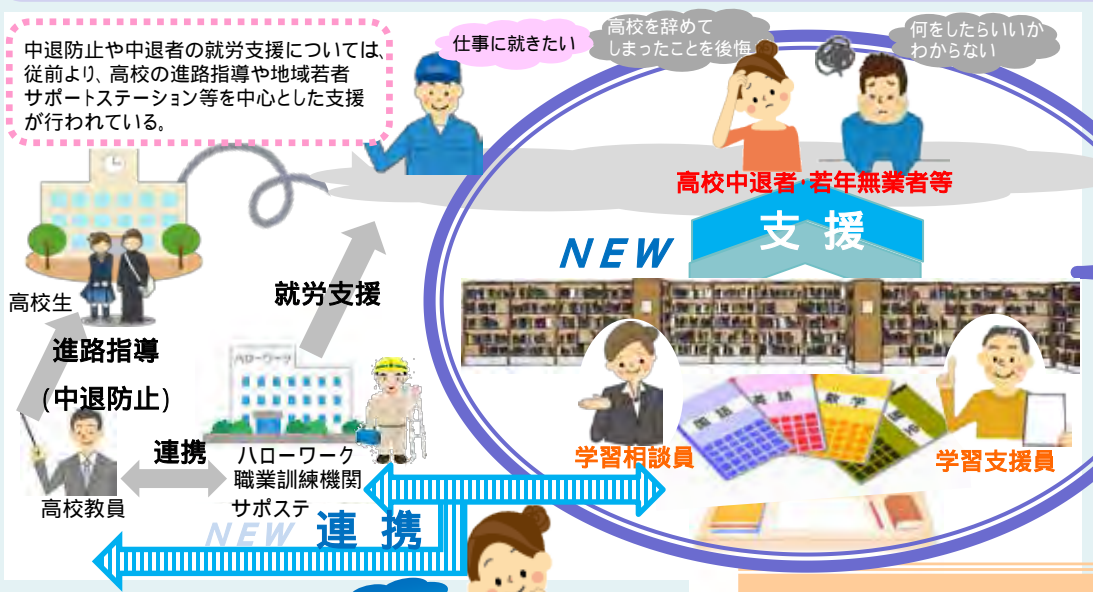 中退防止や中退者の就労支援については、
従前より、高校の進路指導や地域若者
サポートステーション等を中心とした支援
が行われている。
仕事に就きたい
高校を辞めて
しまったことを後悔
何をしたらいいか
わからない
高校中退者・若年無業者等
支援
NEW
高校生
就労支援
進路指導
(中退防止)
ハローワーク
連携
高校教員
ハローワーク
職業訓練機関
サポステ
NEW 連携
国語
英語
数学
学習相談員
学習支援員